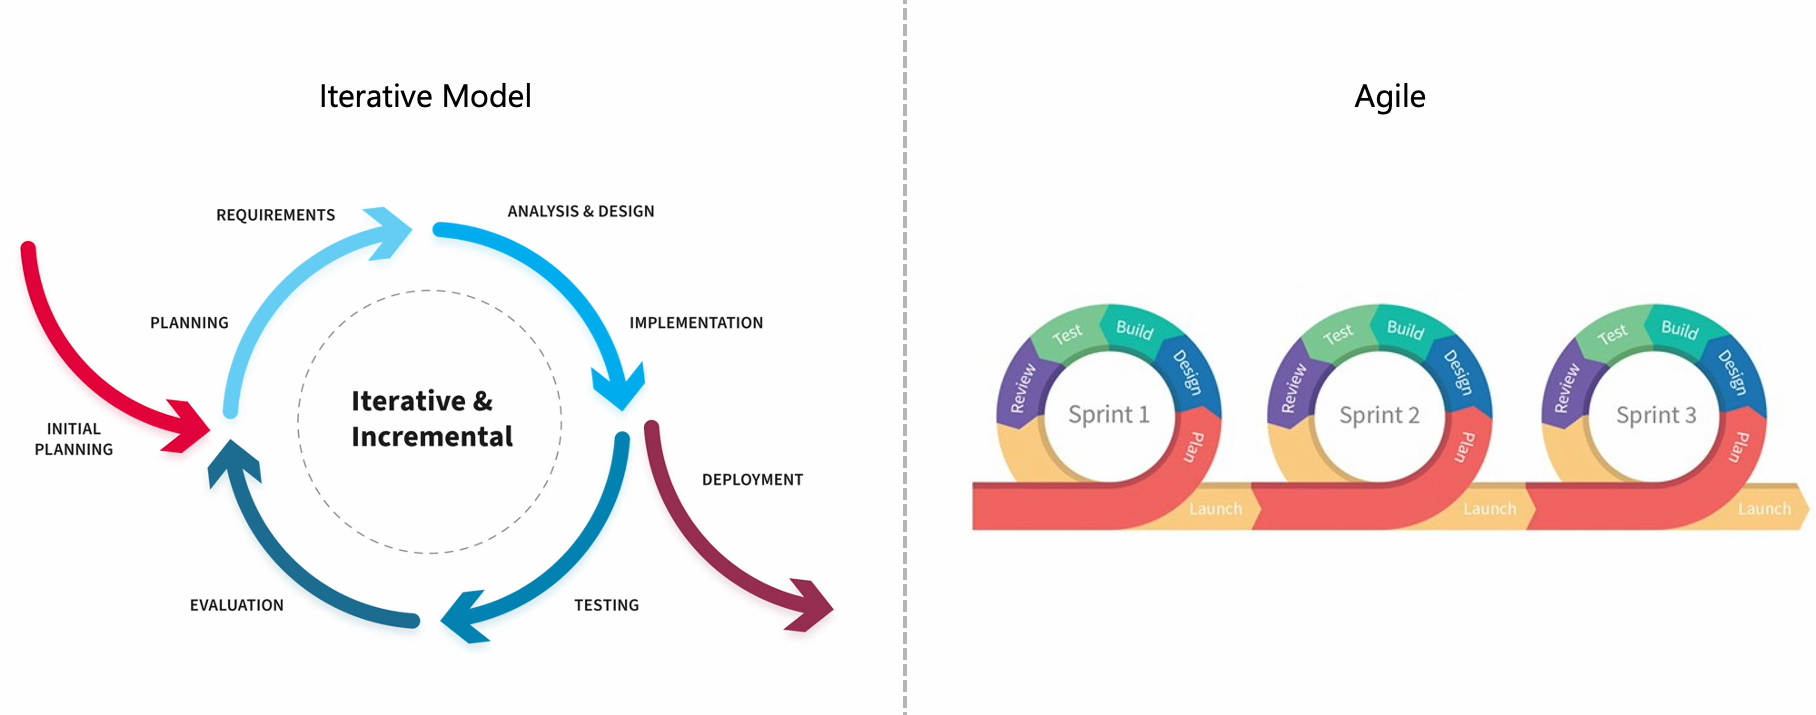 Iterative Model
REQUIREMENTS
ANALYSIS & DESIGN
PLANNING
IMPLEMENTATION
Iterative &
Incremental
INITIAL
PLANNING
DEPLOYMENT
EVALUATION
TESTING
Agile
Test
Build
Design
Review
Sprint 1
Plan
Launch
Test
Build
Design
Review
Sprint 2
Plan
Launch
Test
Build
Design
Review
Sprint 3
Plan
Launch